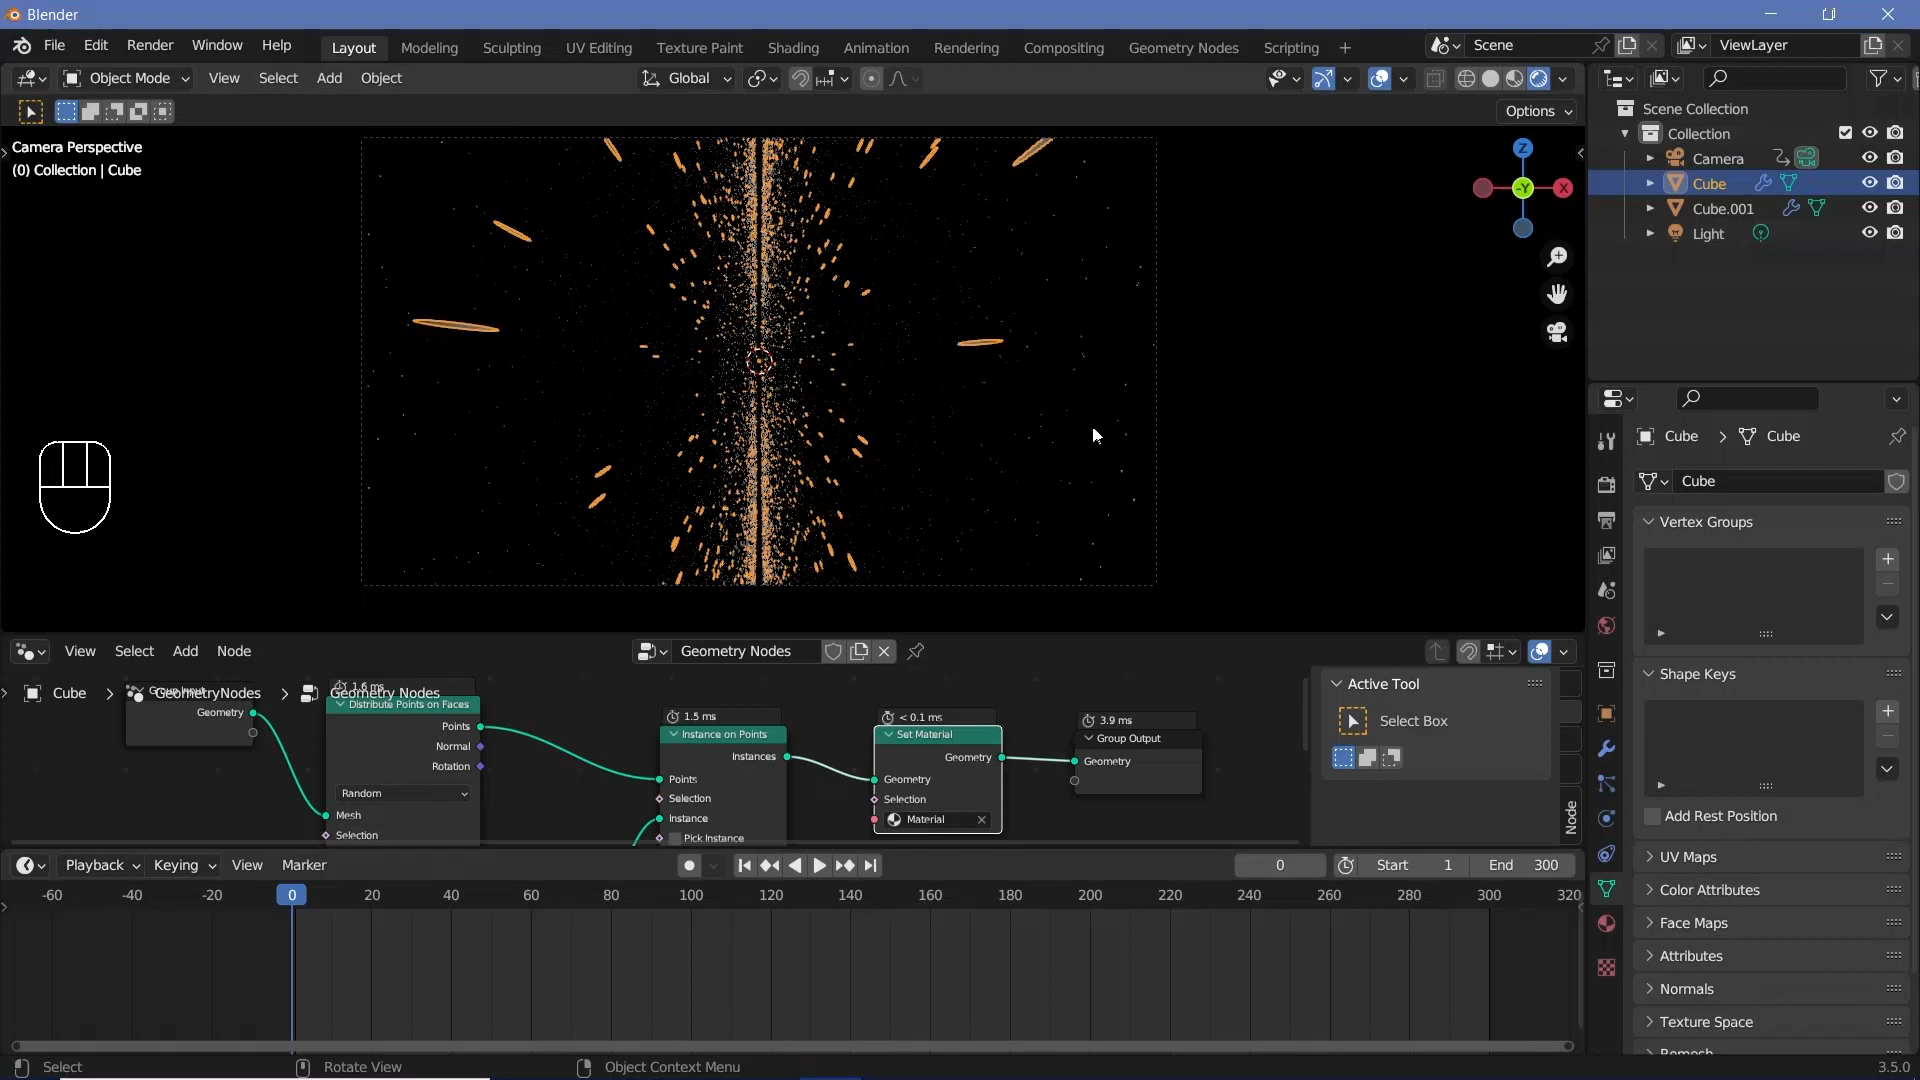 Blender
File Edit Render Window Help Layout Modeling Sculpting UV Editing Texture Paint Shading Animation Rendering Compositing Geometry Nodes Scripting + Scene ViewLayer
Object Mode View Select Add Object Global
Options
Camera Perspective
(0) Collection | Cube
Z
-Y
X
Scene Collection
Collection
Camera
Cube
Cube.001
Light
Cube > Cube
Cube
Vertex Groups
Shape Keys
Add Rest Position
UV Maps
Color Attributes
Face Maps
Attributes
Normals
Texture Space
Remesh
View Select Add Node Geometry Nodes
Cube > GeometryNodes > Geometry Nodes
Group Input
Geometry
1.6 ms
Distribute Points on Faces
Points
Normal
Rotation
Random
Mesh
Selection
1.5 ms
Instance on Points
Instances
Points
Selection
Instance
Pick Instance
< 0.1 ms
Set Material
Geometry
Geometry
Selection
Material
3.9 ms
Group Output
Geometry
Active Tool
Select Box
Node
Playback Keying View Marker 0 Start 1 End 300
-60 -40 -20 0 20 40 60 80 100 120 140 160 180 200 220 240 260 280 300 320
Select Rotate View Object Context Menu 3.5.0